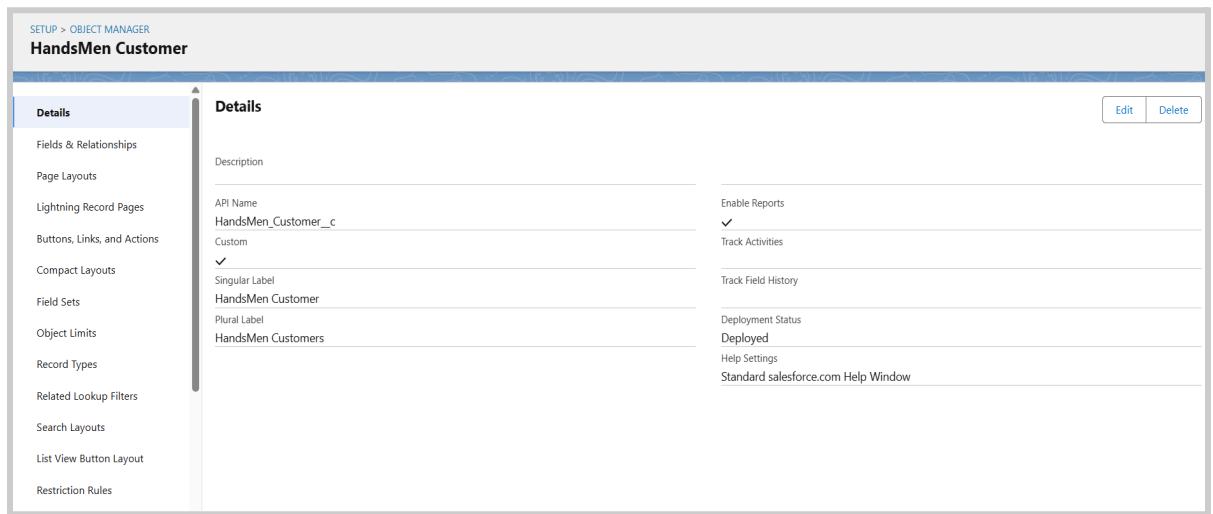 SETUP > OBJECT MANAGER
HandsMen Customer
Details
Fields & Relationships
Page Layouts
Lightning Record Pages
Buttons, Links, and Actions
Compact Layouts
Field Sets
Object Limits
Record Types
Related Lookup Filters
Search Layouts
List View Button Layout
Restriction Rules
Details
Edit
Delete
Description
API Name
HandsMen_Customer__c
Custom
Singular Label
HandsMen Customer
Plural Label
HandsMen Customers
Enable Reports
Track Activities
Track Field History
Deployment Status
Deployed
Help Settings
Standard salesforce.com Help Window